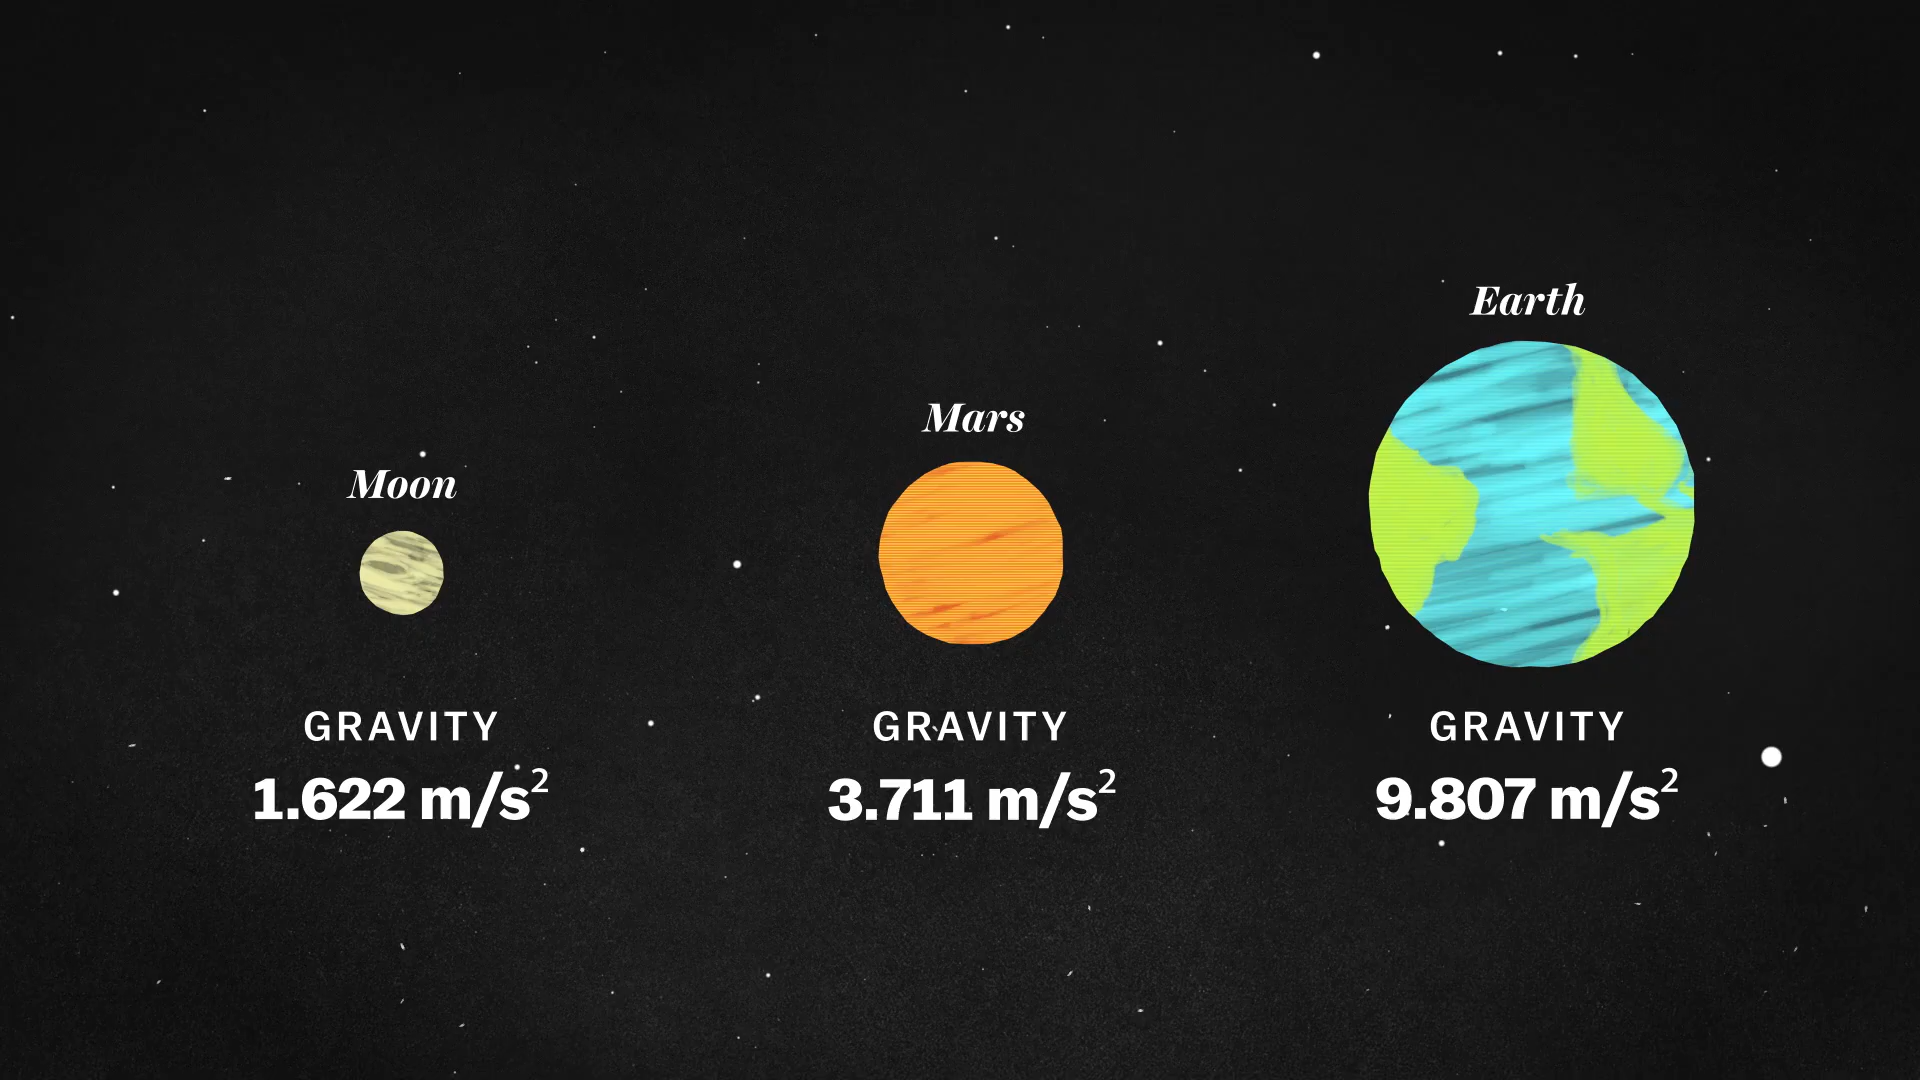 Moon
GRAVITY
1.622 m/s²
Mars
GRAVITY
3.711 m/s²
Earth
GRAVITY
9.807 m/s²